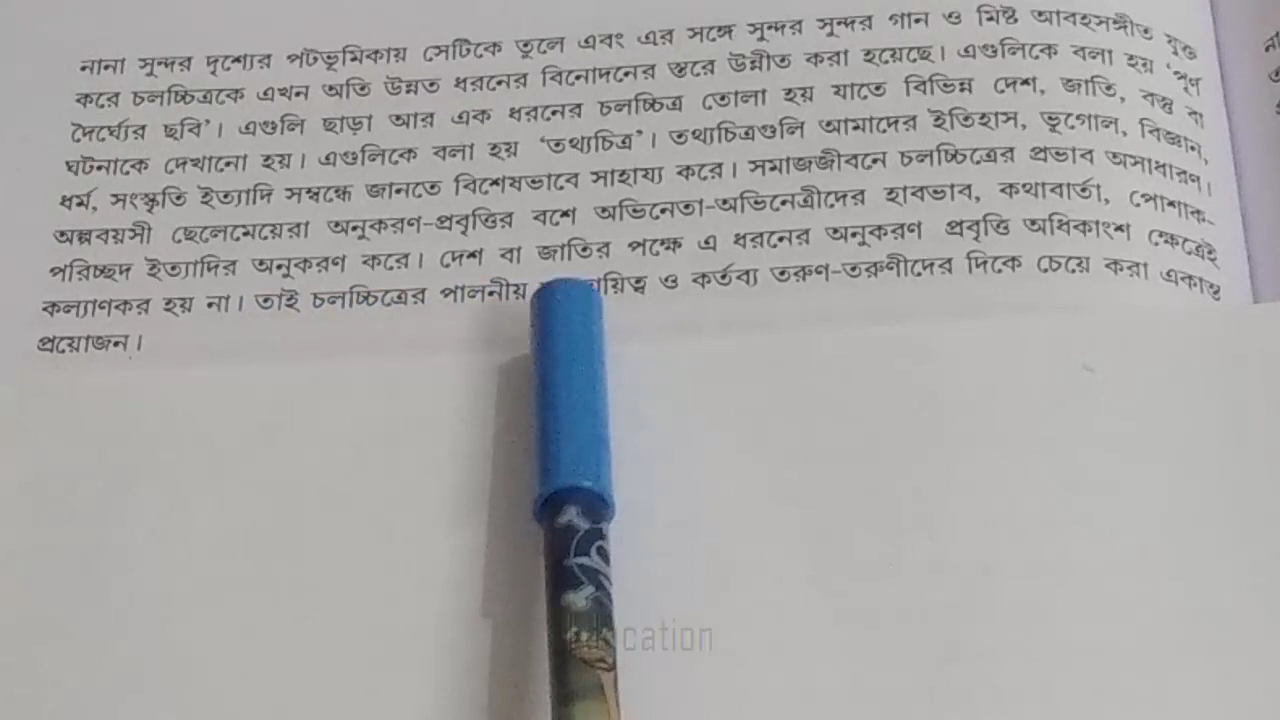 নানা সুন্দর দৃশ্যের পটভূমিকায় সেটিকে তুলে এবং এর সঙ্গে সুন্দর সুন্দর গান ও মিষ্ট আবহসঙ্গীত যুক্ত
করে চলচ্চিত্রকে এখন অতি উন্নত ধরনের বিনোদনের স্তরে উন্নীত করা হয়েছে। এগুলিকে বলা হয় ‘পূর্ণ
দৈর্ঘ্যের ছবি’। এগুলি ছাড়া আর এক ধরনের চলচ্চিত্র তোলা হয় যাতে বিভিন্ন দেশ, জাতি, বস্তু বা
ঘটনাকে দেখানো হয়। এগুলিকে বলা হয় ‘তথ্যচিত্র’। তথ্যচিত্রগুলি আমাদের ইতিহাস, ভূগোল, বিজ্ঞান,
ধর্ম, সংস্কৃতি ইত্যাদি সম্বন্ধে জানতে বিশেষভাবে সাহায্য করে। সমাজজীবনে চলচ্চিত্রের প্রভাব অসাধারণ।
অল্পবয়সী ছেলেমেয়েরা অনুকরণ-প্রবৃত্তির বশে অভিনেতা-অভিনেত্রীদের হাবভাব, কথাবার্তা, পোশাক-
পরিচ্ছদ ইত্যাদির অনুকরণ করে। দেশ বা জাতির পক্ষে এ ধরনের অনুকরণ প্রবৃত্তি অধিকাংশ ক্ষেত্রেই
কল্যাণকর হয় না। তাই চলচ্চিত্রের পালনীয় ও কর্তব্য তরুণ-তরুণীদের দিকে চেয়ে করা একান্ত
প্রয়োজন।